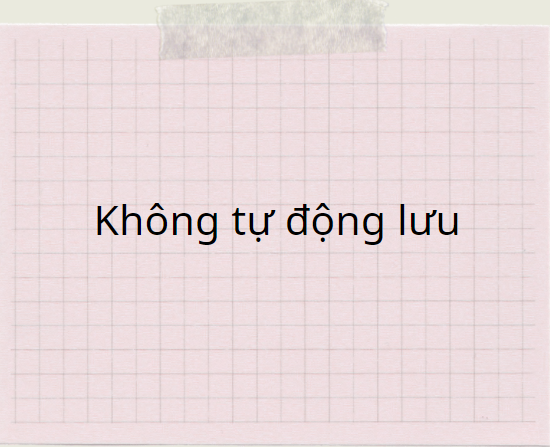 Không tự động lưu